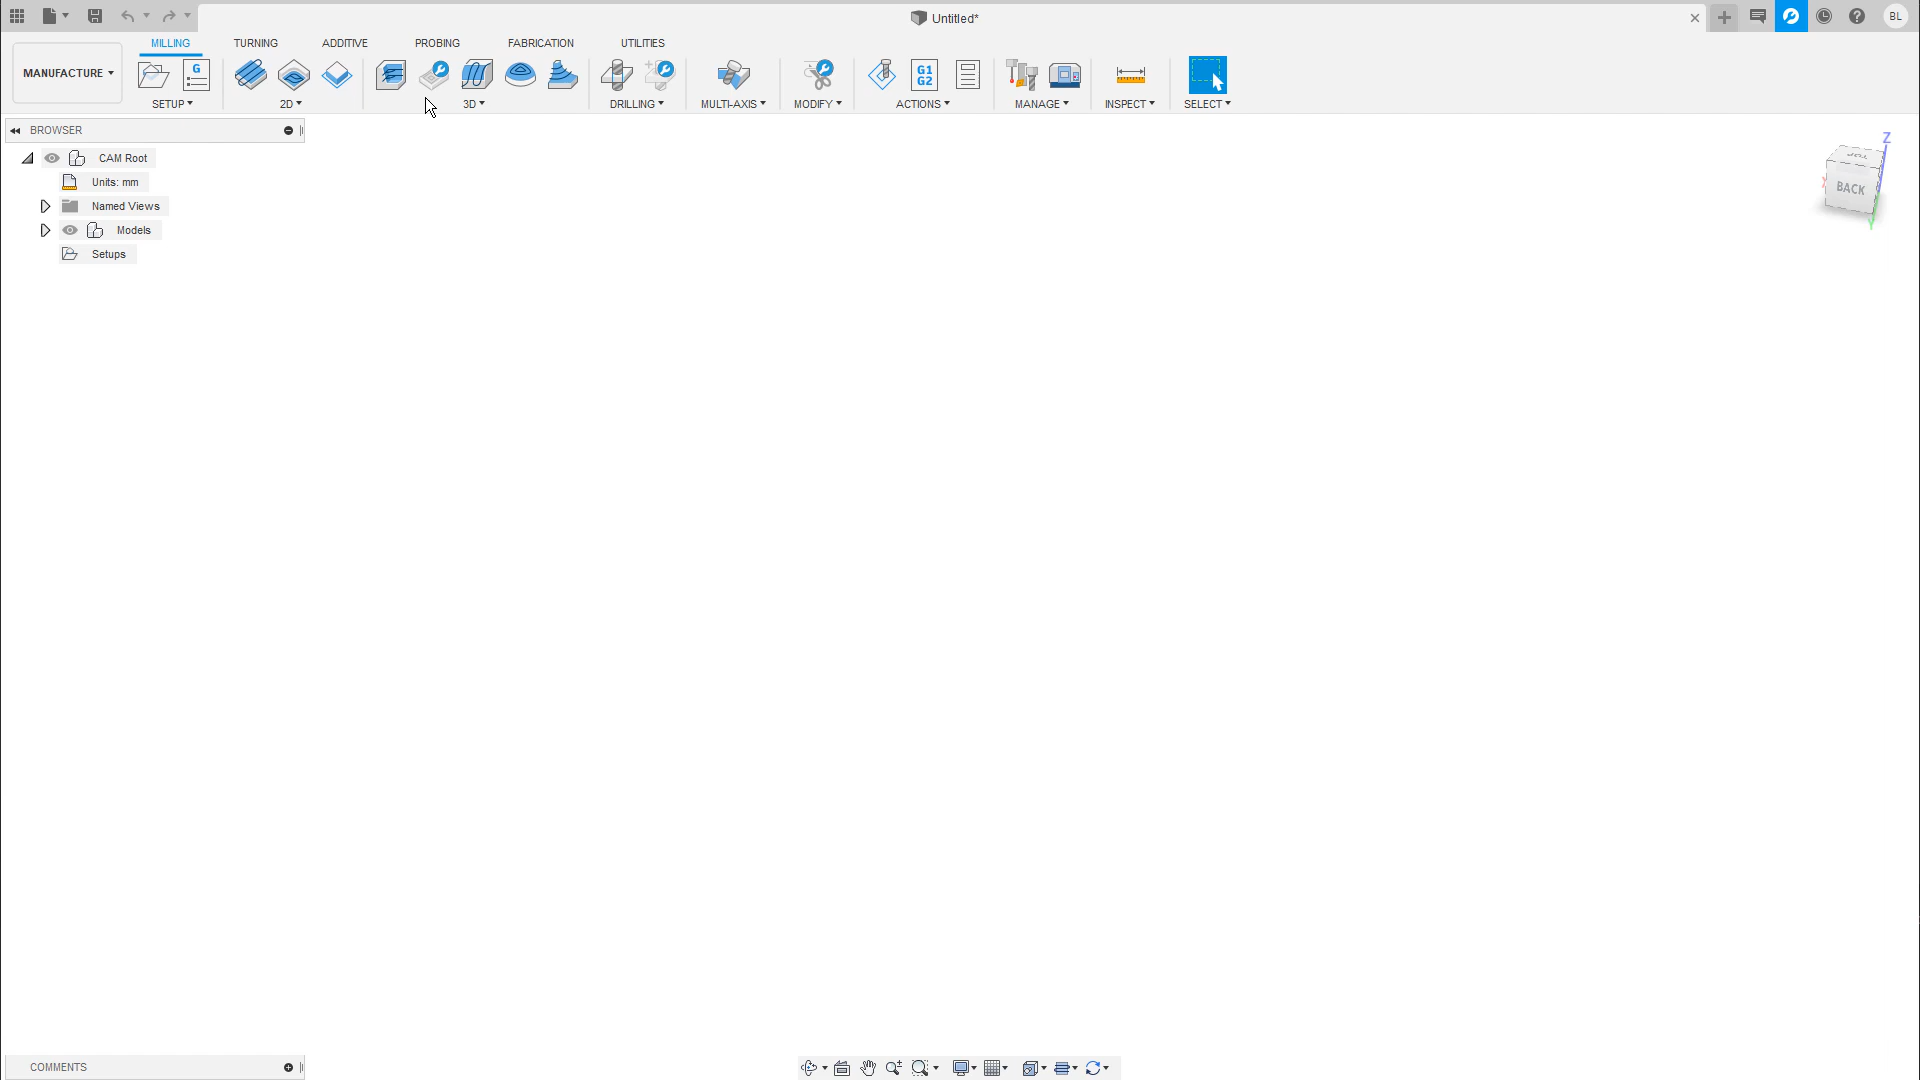 Untitled*
BL
MILLING TURNING ADDITIVE PROBING FABRICATION UTILITIES
MANUFACTURE
G
G1
G2
SETUP 2D 3D DRILLING MULTI-AXIS MODIFY ACTIONS MANAGE INSPECT SELECT
BROWSER
CAM Root
Units: mm
Named Views
Models
Setups
Z
TOP
X
BACK
Y
COMMENTS